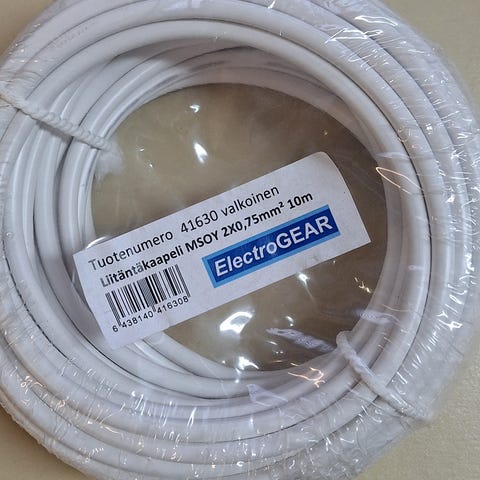 Tuotenumero 41630 valkoinen
Liitäntäkaapeli MSOY 2X0,75mm² 10m
ElectroGEAR
6 438140 416308